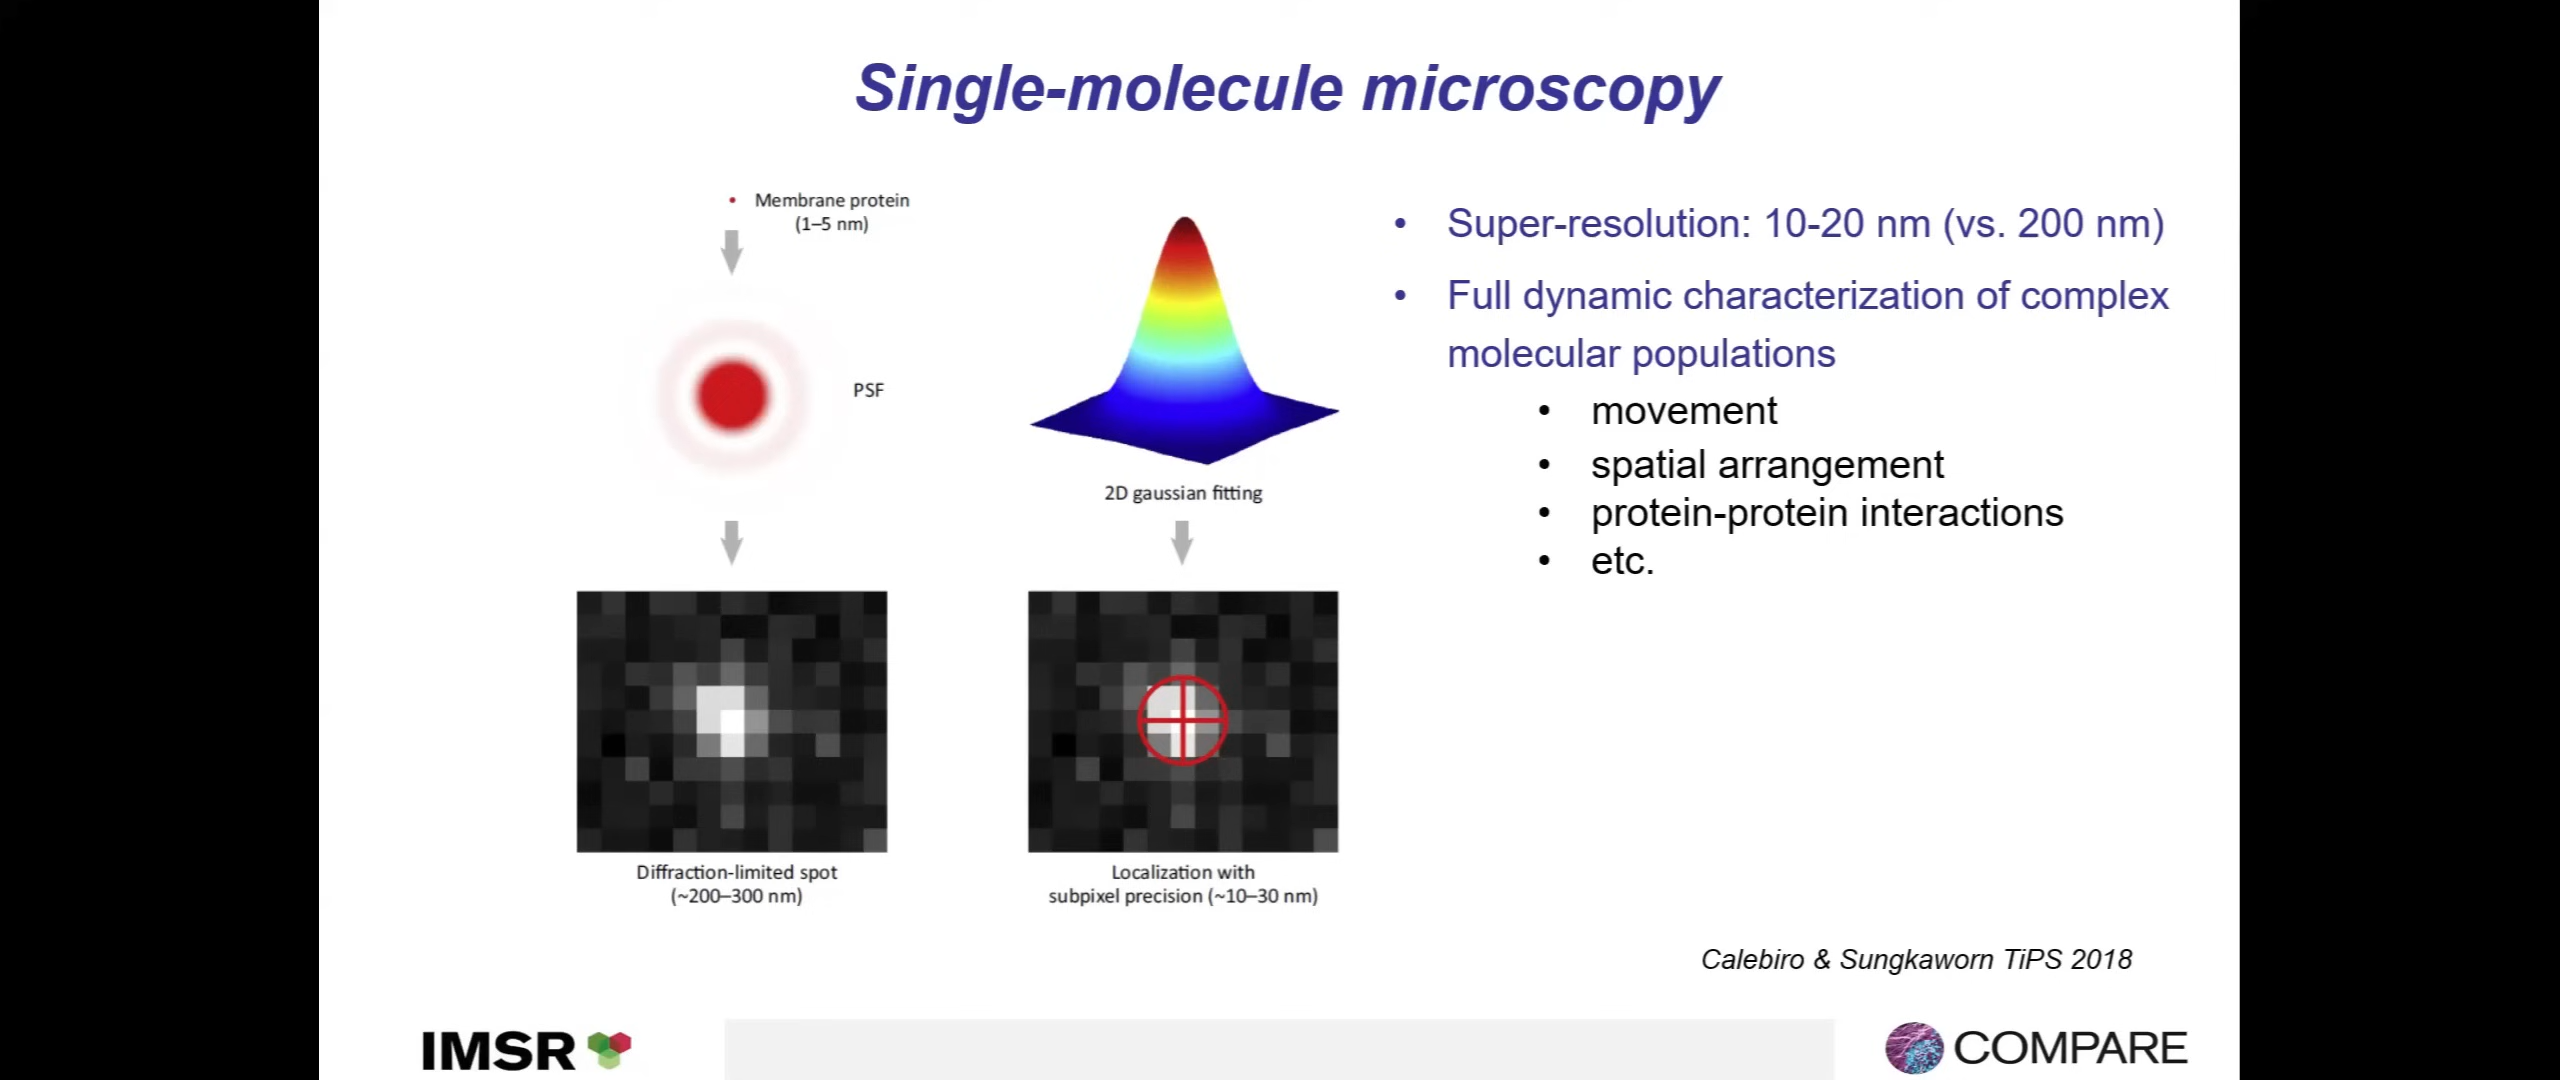 Single-molecule microscopy
• Membrane protein
(1–5 nm)
PSF
Diffraction-limited spot
(~200–300 nm)
2D gaussian fitting
Localization with
subpixel precision (~10–30 nm)
• Super-resolution: 10-20 nm (vs. 200 nm)
• Full dynamic characterization of complex
molecular populations
• movement
• spatial arrangement
• protein-protein interactions
• etc.
Calebiro & Sungkaworn TiPS 2018
IMSR
COMPARE